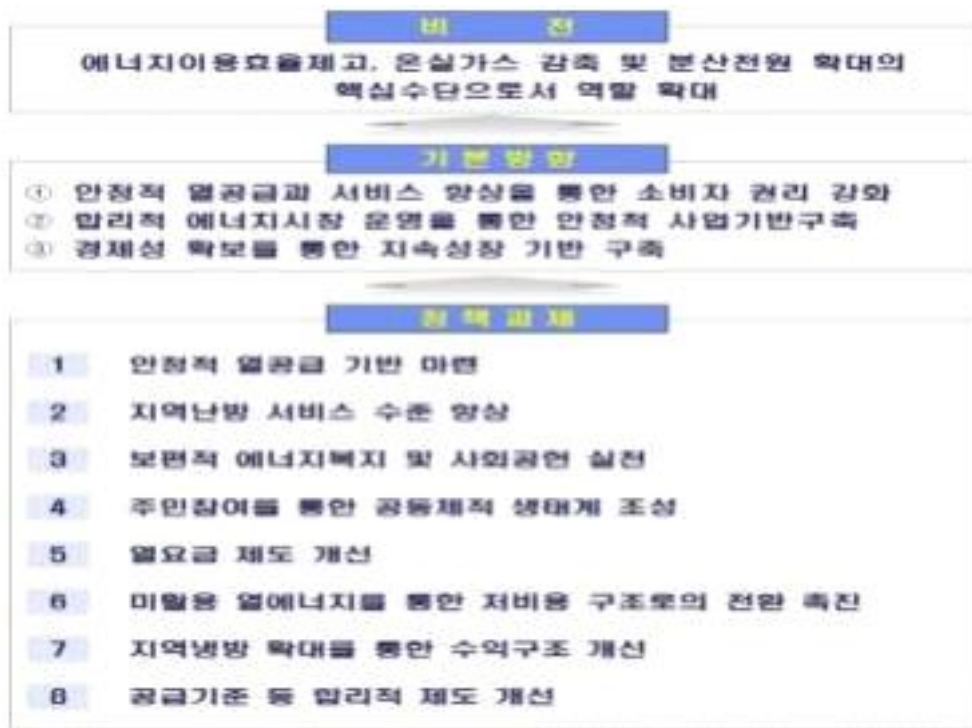 비 전
에너지이용효율제고, 온실가스 감축 및 분산전원 확대의
핵심수단으로서 역할 확대
기본방향
① 안정적 열공급과 서비스 향상을 통한 소비자 권리 강화
② 합리적 에너지시장 운영을 통한 안정적 사업기반구축
③ 경제성 확보를 통한 지속성장 기반 구축
정책과제
1 안정적 열공급 기반 마련
2 지역난방 서비스 수준 향상
3 보편적 에너지복지 및 사회공헌 실천
4 주민참여를 통한 공동체적 생태계 조성
5 열요금 제도 개선
6 미활용 열에너지를 통한 저비용 구조로의 전환 촉진
7 지역냉방 확대를 통한 수익구조 개선
8 공급기준 등 합리적 제도 개선